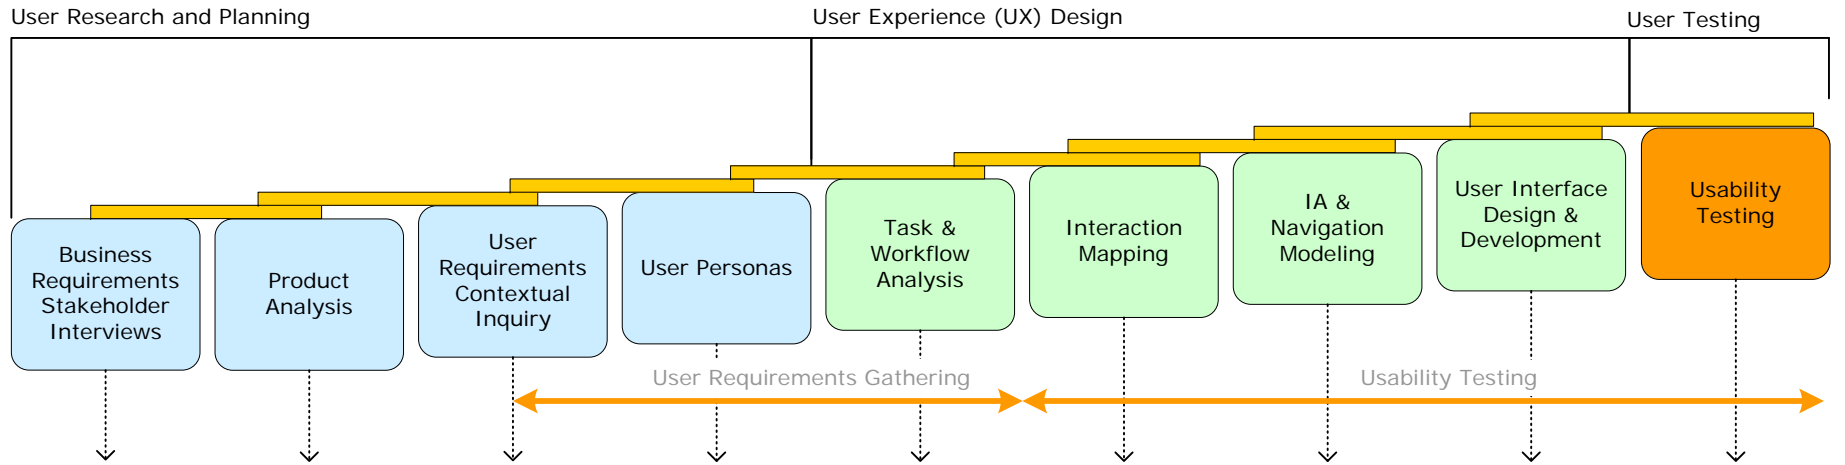 User Research and Planning
User Experience (UX) Design
User Testing
Business
Requirements
Stakeholder
Interviews
Product
Analysis
User
Requirements
Contextual
Inquiry
User Personas
Task &
Workflow
Analysis
Interaction
Mapping
IA &
Navigation
Modeling
User Interface
Design &
Development
Usability
Testing
User Requirements Gathering
Usability Testing